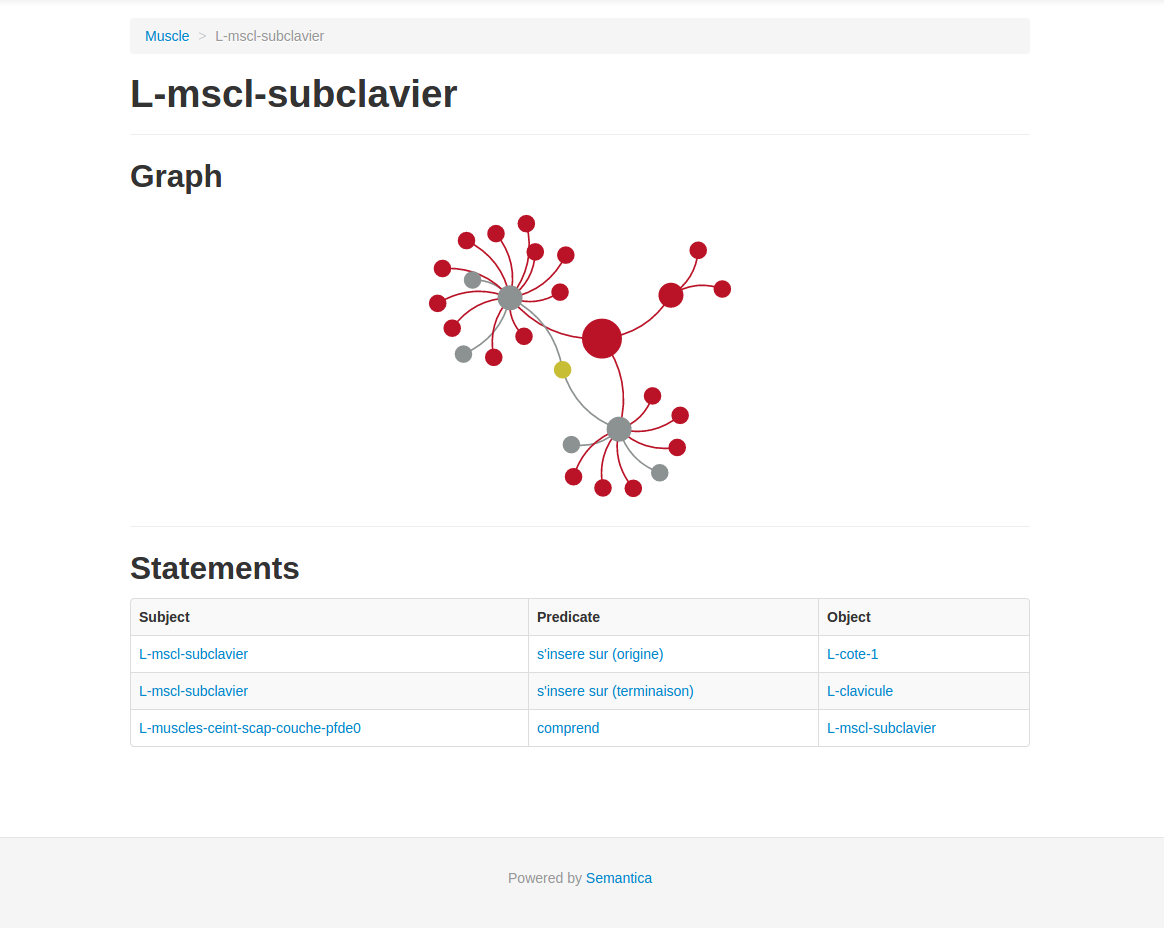 Muscle > L-mscl-subclavier
L-mscl-subclavier
Graph
Statements
Subject Predicate Object
L-mscl-subclavier s'insere sur (origine) L-cote-1
L-mscl-subclavier s'insere sur (terminaison) L-clavicule
L-muscles-ceint-scap-couche-pfde0 comprend L-mscl-subclavier
Powered by Semantica